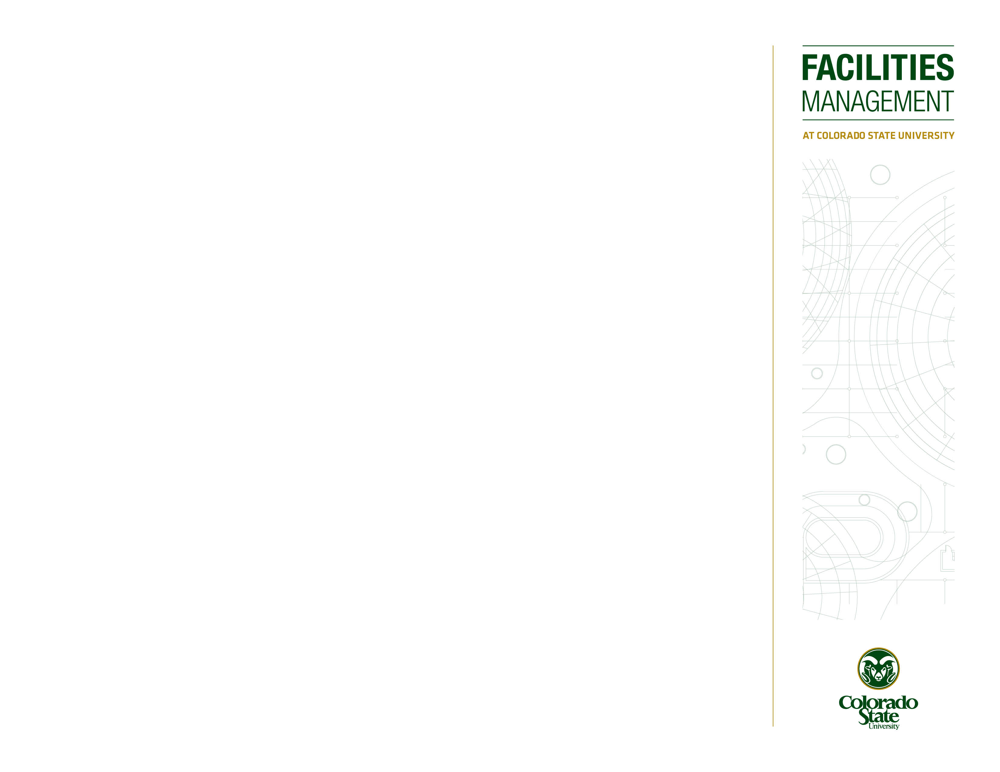 FACILITIES
MANAGEMENT
AT COLORADO STATE UNIVERSITY
Colorado
State
University